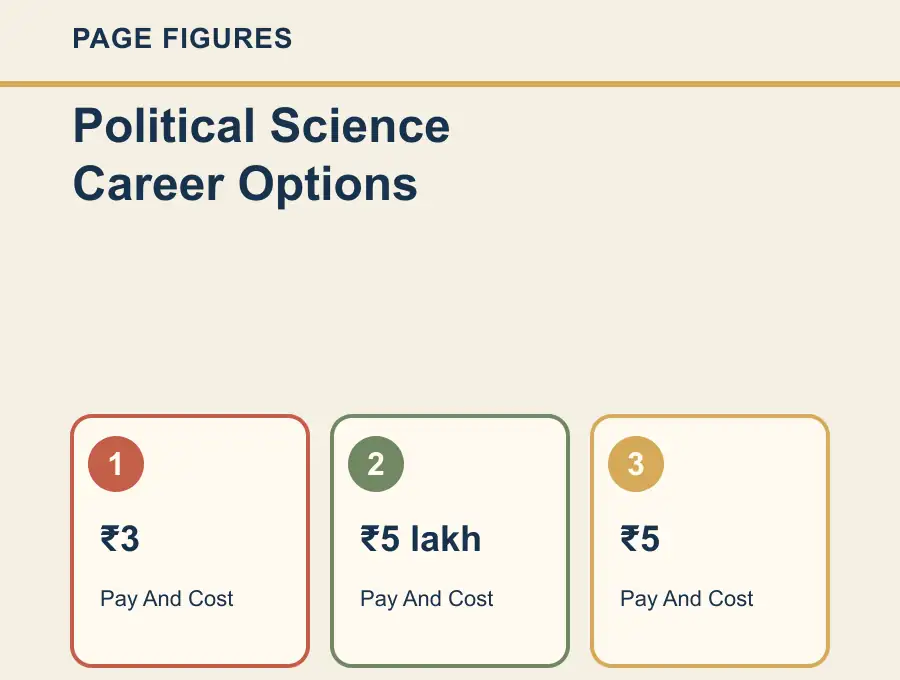 PAGE FIGURES
Political Science
Career Options
1
₹3
Pay And Cost
2
₹5 lakh
Pay And Cost
3
₹5
Pay And Cost